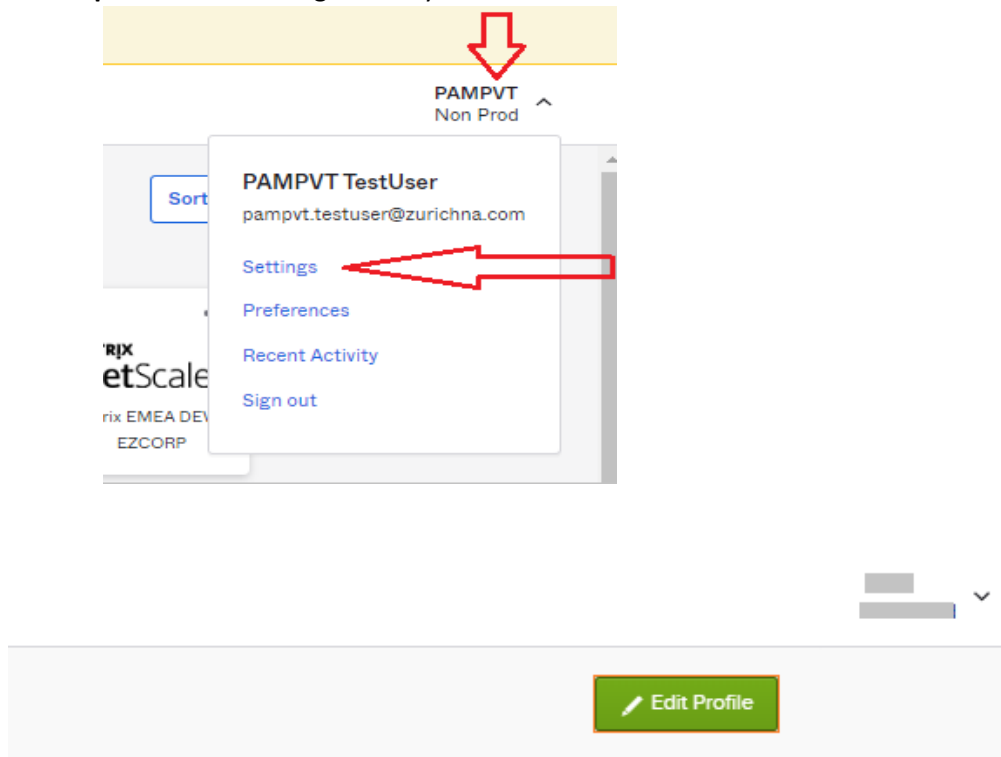 PAMPVT
Non Prod
Sort
PAMPVT TestUser
pampvt.testuser@zurichna.com
Settings
Preferences
Recent Activity
Sign out
RIX
etScale
rix EMEA DEV
EZCORP
Edit Profile